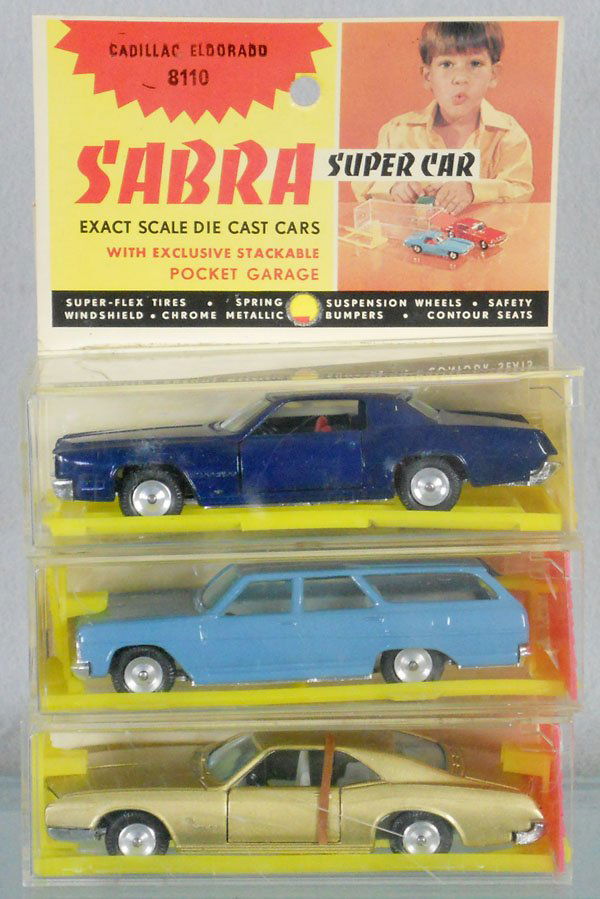 CADILLAC ELDORADO
8110
SABRA SUPER CAR
EXACT SCALE DIE CAST CARS
WITH EXCLUSIVE STACKABLE
POCKET GARAGE
SUPER-FLEX TIRES • SPRING SUSPENSION WHEELS • SAFETY
WINDSHIELD • CHROME METALLIC BUMPERS • CONTOUR SEATS